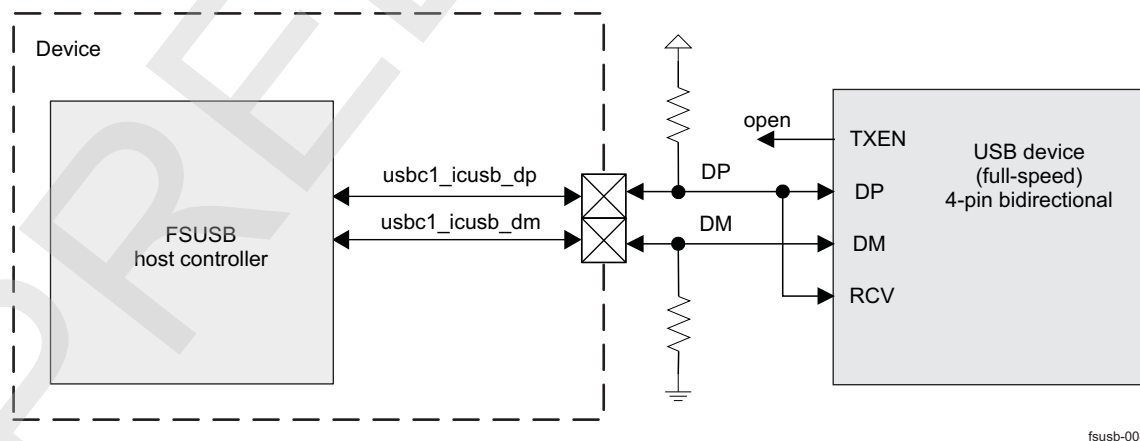 Device
FSUSB
host controller
usbc1_icusb_dp
usbc1_icusb_dm
open
DP
DM
TXEN
DP
DM
RCV
USB device
(full-speed)
4-pin bidirectional
fsusb-00